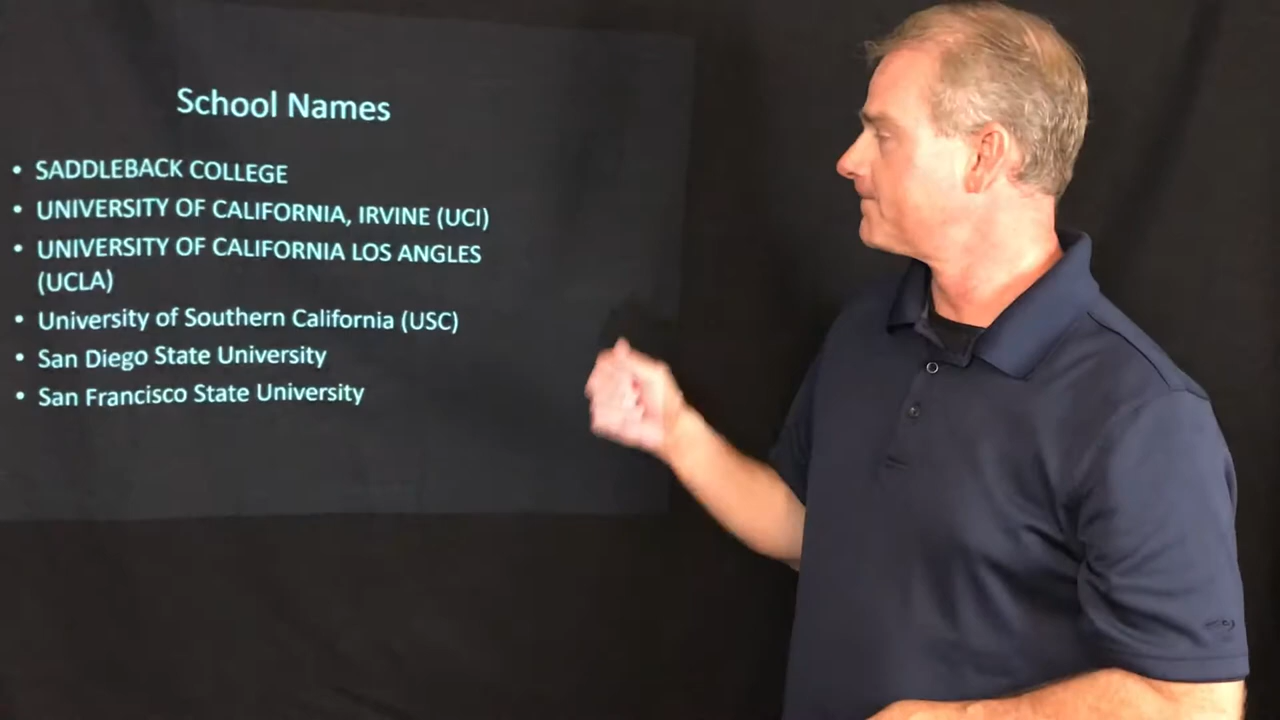 School Names
• SADDLEBACK COLLEGE
• UNIVERSITY OF CALIFORNIA, IRVINE (UCI)
• UNIVERSITY OF CALIFORNIA LOS ANGLES
(UCLA)
• University of Southern California (USC)
• San Diego State University
• San Francisco State University